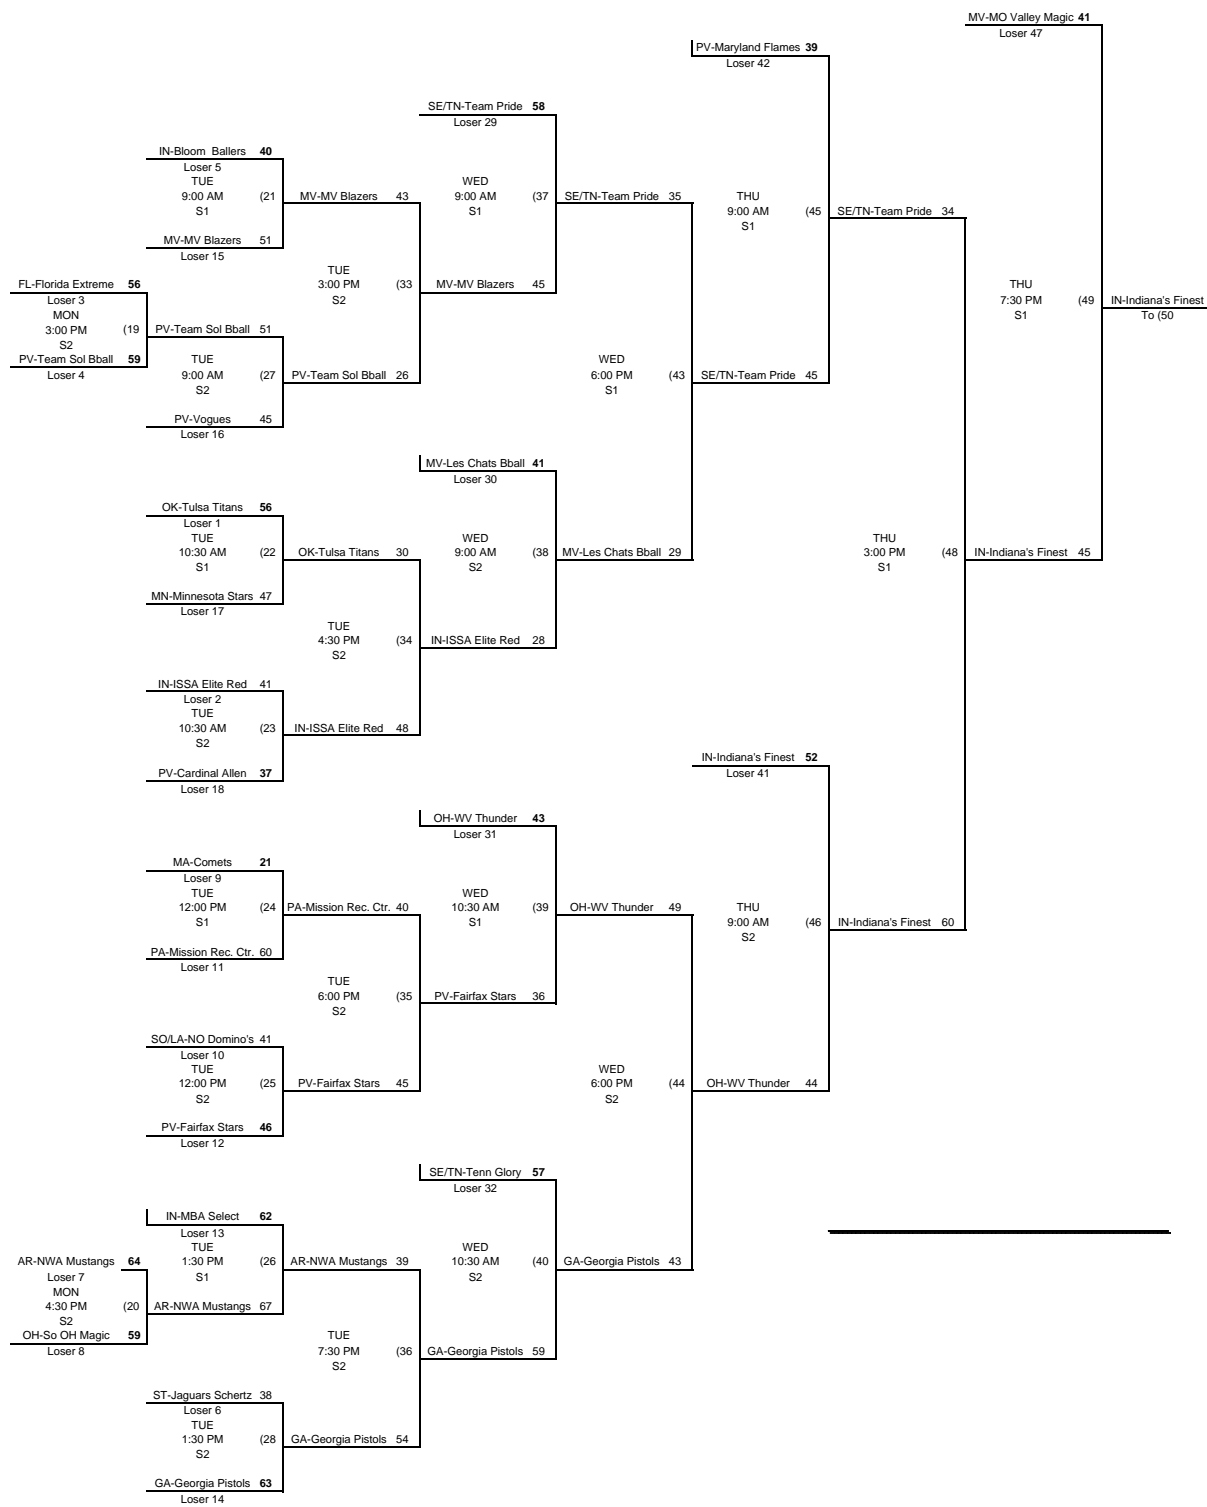 MV-MO Valley Magic 41
Loser 47
PV-Maryland Flames 39
Loser 42
SE/TN-Team Pride 58
Loser 29
IN-Bloom Ballers 40
Loser 5
TUE
9:00 AM (21
S1
MV-MV Blazers 43
WED
9:00 AM (37
S1
SE/TN-Team Pride 35
THU
9:00 AM (45
S1
SE/TN-Team Pride 34
MV-MV Blazers 51
Loser 15
TUE
3:00 PM (33
S2
MV-MV Blazers 45
THU
7:30 PM (49
S1
IN-Indiana's Finest
To (50
FL-Florida Extreme 56
Loser 3
MON
3:00 PM (19
S2
PV-Team Sol Bball 51
PV-Team Sol Bball 59
Loser 4
TUE
9:00 AM (27
S2
PV-Team Sol Bball 26
WED
6:00 PM (43
S1
SE/TN-Team Pride 45
PV-Vogues 45
Loser 16
MV-Les Chats Bball 41
Loser 30
OK-Tulsa Titans 56
Loser 1
TUE
10:30 AM (22
S1
OK-Tulsa Titans 30
WED
9:00 AM (38
S2
MV-Les Chats Bball 29
THU
3:00 PM (48
S1
IN-Indiana's Finest 45
MN-Minnesota Stars 47
Loser 17
TUE
4:30 PM (34
S2
IN-ISSA Elite Red 28
IN-ISSA Elite Red 41
Loser 2
TUE
10:30 AM (23
S2
IN-ISSA Elite Red 48
PV-Cardinal Allen 37
Loser 18
IN-Indiana's Finest 52
Loser 41
OH-WV Thunder 43
Loser 31
MA-Comets 21
Loser 9
TUE
12:00 PM (24
S1
PA-Mission Rec. Ctr. 40
WED
10:30 AM (39
S1
OH-WV Thunder 49
THU
9:00 AM (46
S2
IN-Indiana's Finest 60
PA-Mission Rec. Ctr. 60
Loser 11
TUE
6:00 PM (35
S2
PV-Fairfax Stars 36
SO/LA-NO Domino's 41
Loser 10
TUE
12:00 PM (25
S2
PV-Fairfax Stars 45
WED
6:00 PM (44
S2
OH-WV Thunder 44
PV-Fairfax Stars 46
Loser 12
SE/TN-Tenn Glory 57
Loser 32
IN-MBA Select 62
Loser 13
TUE
1:30 PM (26
S1
AR-NWA Mustangs 39
WED
10:30 AM (40
S2
GA-Georgia Pistols 43
AR-NWA Mustangs 64
Loser 7
MON
4:30 PM (20
S2
AR-NWA Mustangs 67
OH-So OH Magic 59
Loser 8
TUE
7:30 PM (36
S2
GA-Georgia Pistols 59
ST-Jaguars Schertz 38
Loser 6
TUE
1:30 PM (28
S2
GA-Georgia Pistols 54
GA-Georgia Pistols 63
Loser 14